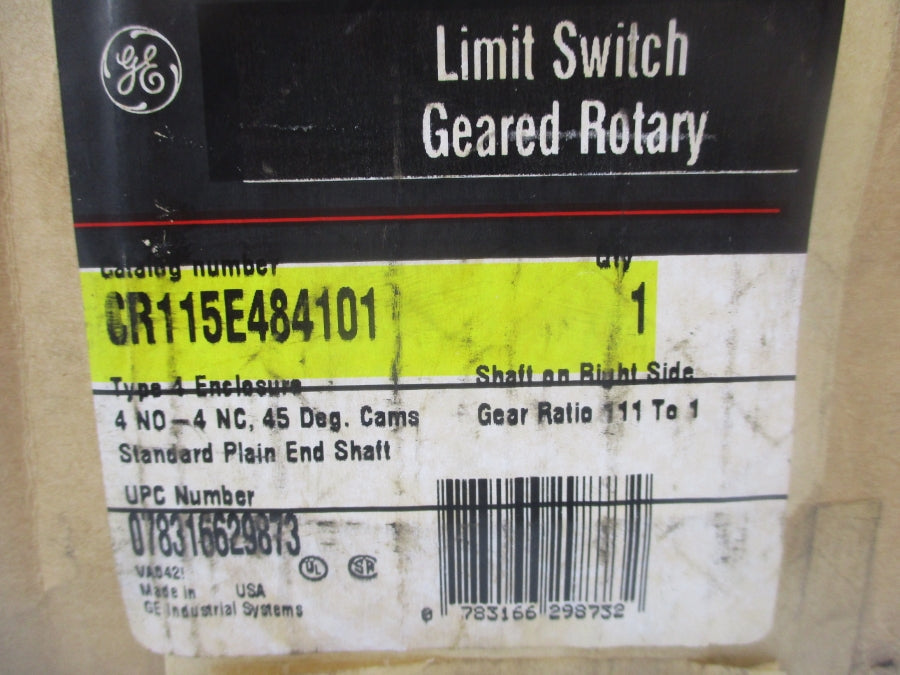 GE
Limit Switch
Geared Rotary
Catalog number Qty
CR115E484101 1
Type 4 Enclosure Shaft on Right Side
4 NO-4 NC, 45 Deg. Cams Gear Ratio 111 To 1
Standard Plain End Shaft
UPC Number
078316629873
UL SA
Made in USA
GE Industrial Systems
0 783166 298732